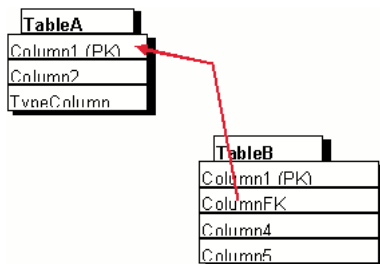 TableA
Column1 (PK)
Column2
TypeColumn
TableB
Column1 (PK)
ColumnFK
Column4
Column5